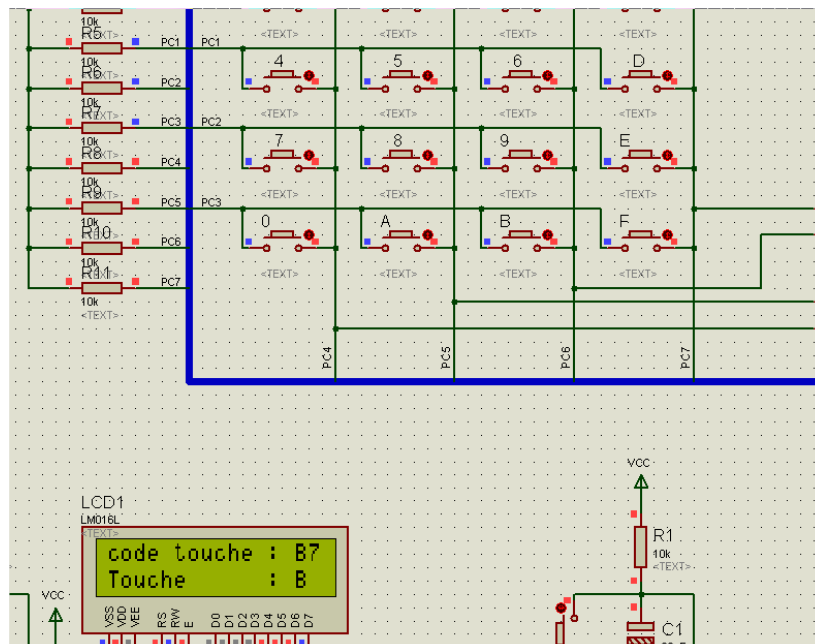 <TEXT> <TEXT> <TEXT> <TEXT>
10k
R5 PC1 PC1
4 5 6 D
R6 PC2
<TEXT> <TEXT> <TEXT> <TEXT>
10k
R7 PC3 PC2
7 8 9 E
10k
R8 PC4
<TEXT> <TEXT> <TEXT> <TEXT>
10k
R9 PC5 PC3
0 A B F
10k
R10 PC6
<TEXT> <TEXT> <TEXT> <TEXT>
10k
R11 PC7
10k
<TEXT>
PC4 PC5 PC6 PC7
VCC
LCD1
LM016L
<TEXT>
code touche : B7
Touche : B
R1
10k
<TEXT>
VCC
VSS VDD VEE RS RW E D0 D1 D2 D3 D4 D5 D6 D7
C1